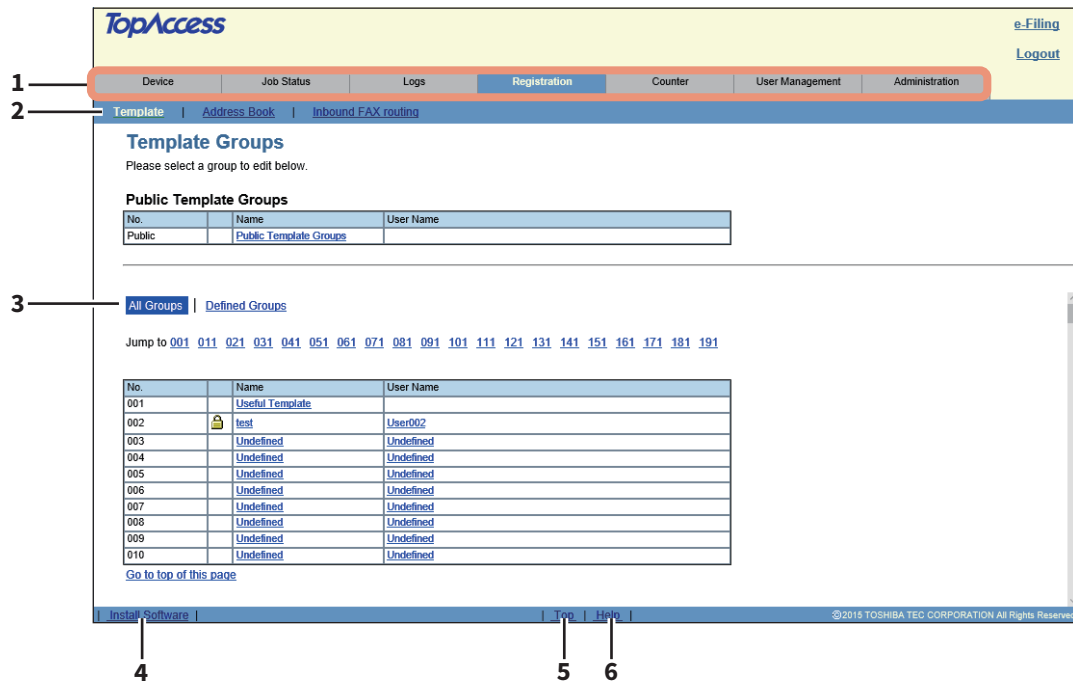 TopAccess
e-Filing
Logout
1
Device Job Status Logs Registration Counter User Management Administration
2
Template | Address Book | Inbound FAX routing
Template Groups
Please select a group to edit below.
Public Template Groups
No. Name User Name
Public Public Template Groups
3
All Groups | Defined Groups
Jump to 001 011 021 031 041 051 061 071 081 091 101 111 121 131 141 151 161 171 181 191
No. Name User Name
001 Useful Template
002 test User002
003 Undefined Undefined
004 Undefined Undefined
005 Undefined Undefined
006 Undefined Undefined
007 Undefined Undefined
008 Undefined Undefined
009 Undefined Undefined
010 Undefined Undefined
Go to top of this page
| Install Software | | Top | Help | ©2015 TOSHIBA TEC CORPORATION All Rights Reserved
4 5 6